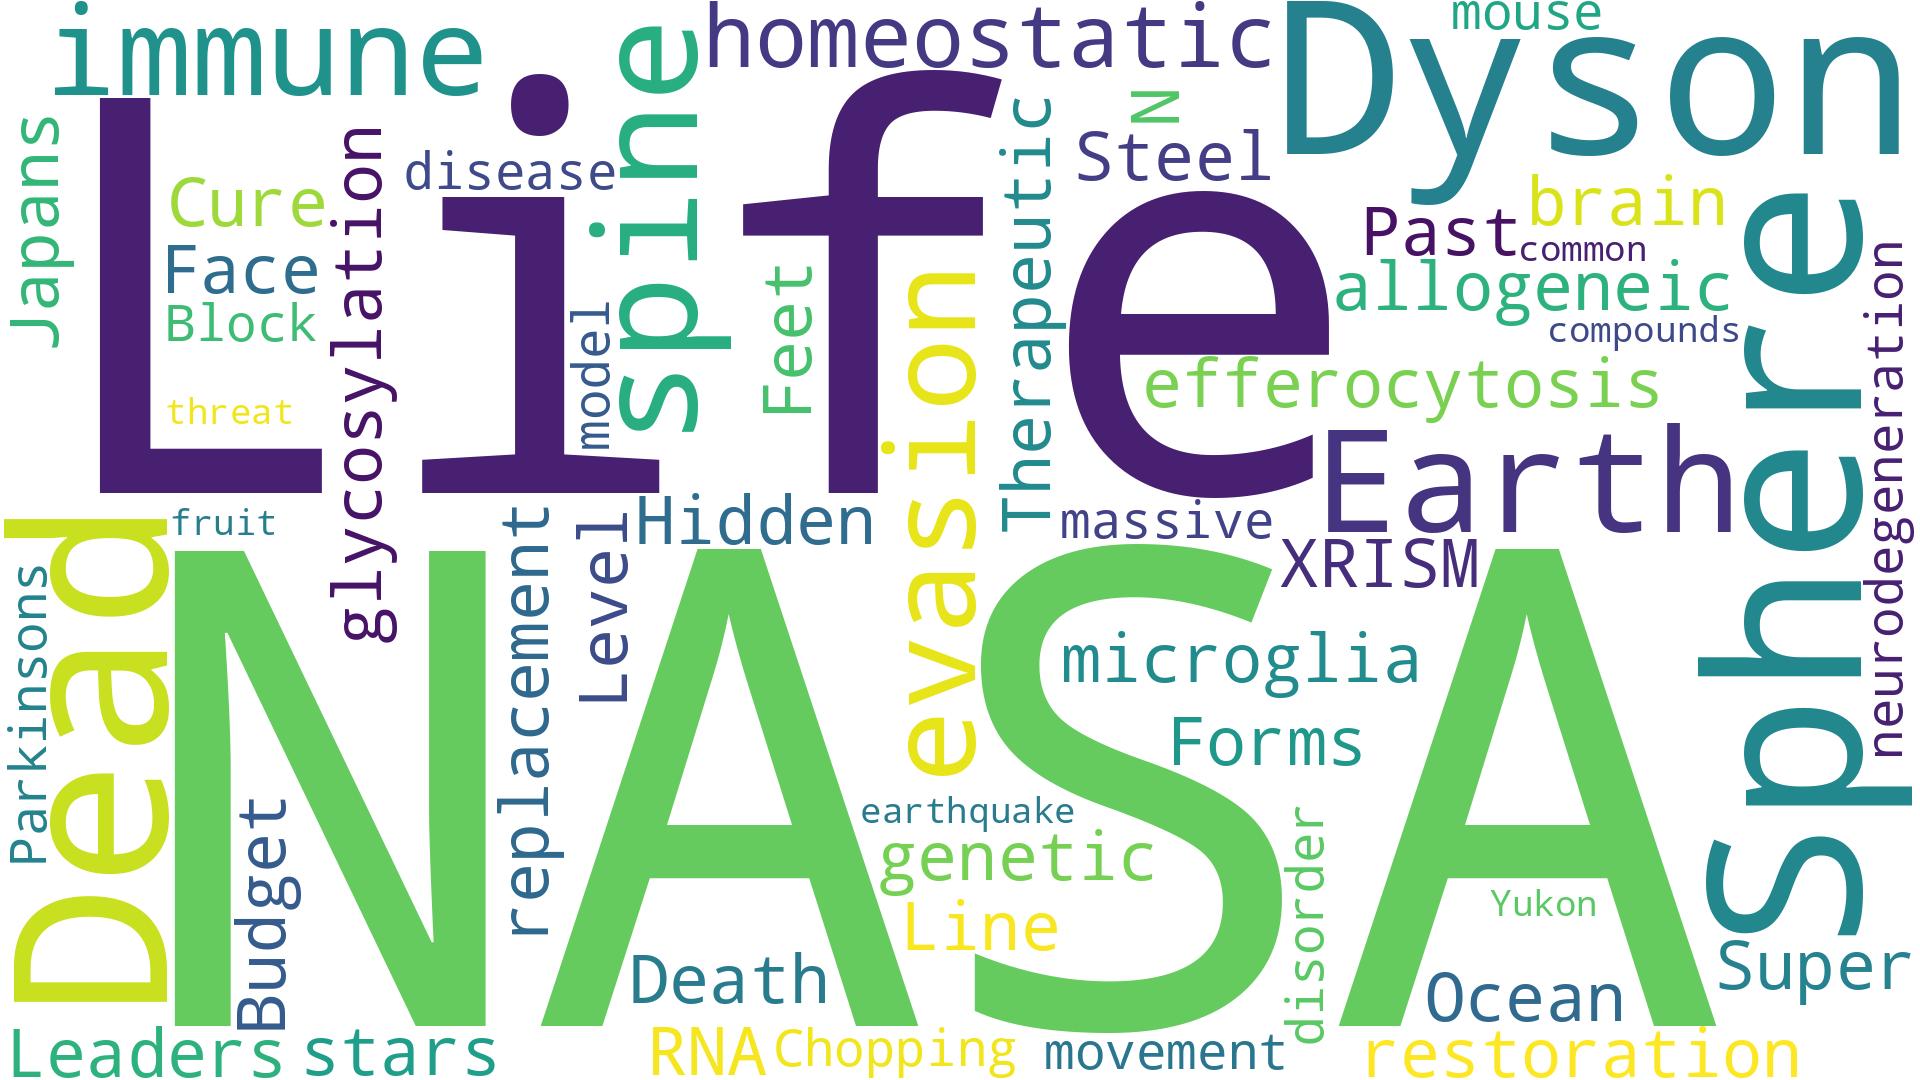 immune
homeostatic
Dyson
mouse
Life
spine
N
Steel
Japans
disease
Cure
glycosylation
Therapeutic
Past
brain
common
Sphere
Face
Feet
evasion
allogeneic
neurodegeneration
Block
model
compounds
efferocytosis
threat
Earth
Dead
fruit
replacement
Level
Hidden
massive
XRISM
NASA
Parkinsons
microglia
Forms
Budget
earthquake
genetic
disorder
Line
Yukon
Death
Ocean
Super
Leaders
stars
RNA
Chopping
movement
restoration